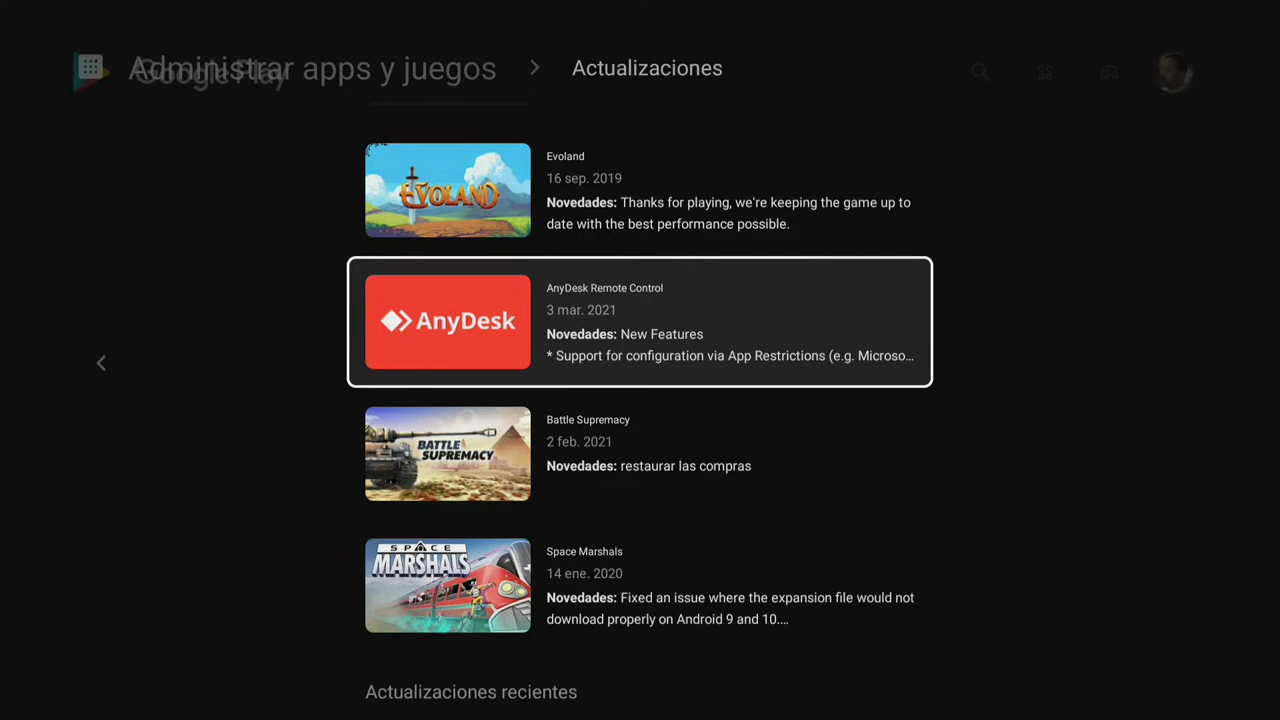 Administrar apps y juegos
Google Play
Actualizaciones
EVOLAND
Evoland
16 sep. 2019
Novedades: Thanks for playing, we're keeping the game up to
date with the best performance possible.
AnyDesk
AnyDesk Remote Control
3 mar. 2021
Novedades: New Features
* Support for configuration via App Restrictions (e.g. Microso...
BATTLE
SUPREMACY
Battle Supremacy
2 feb. 2021
Novedades: restaurar las compras
SPACE
MARSHALS
Space Marshals
14 ene. 2020
Novedades: Fixed an issue where the expansion file would not
download properly on Android 9 and 10....
Actualizaciones recientes